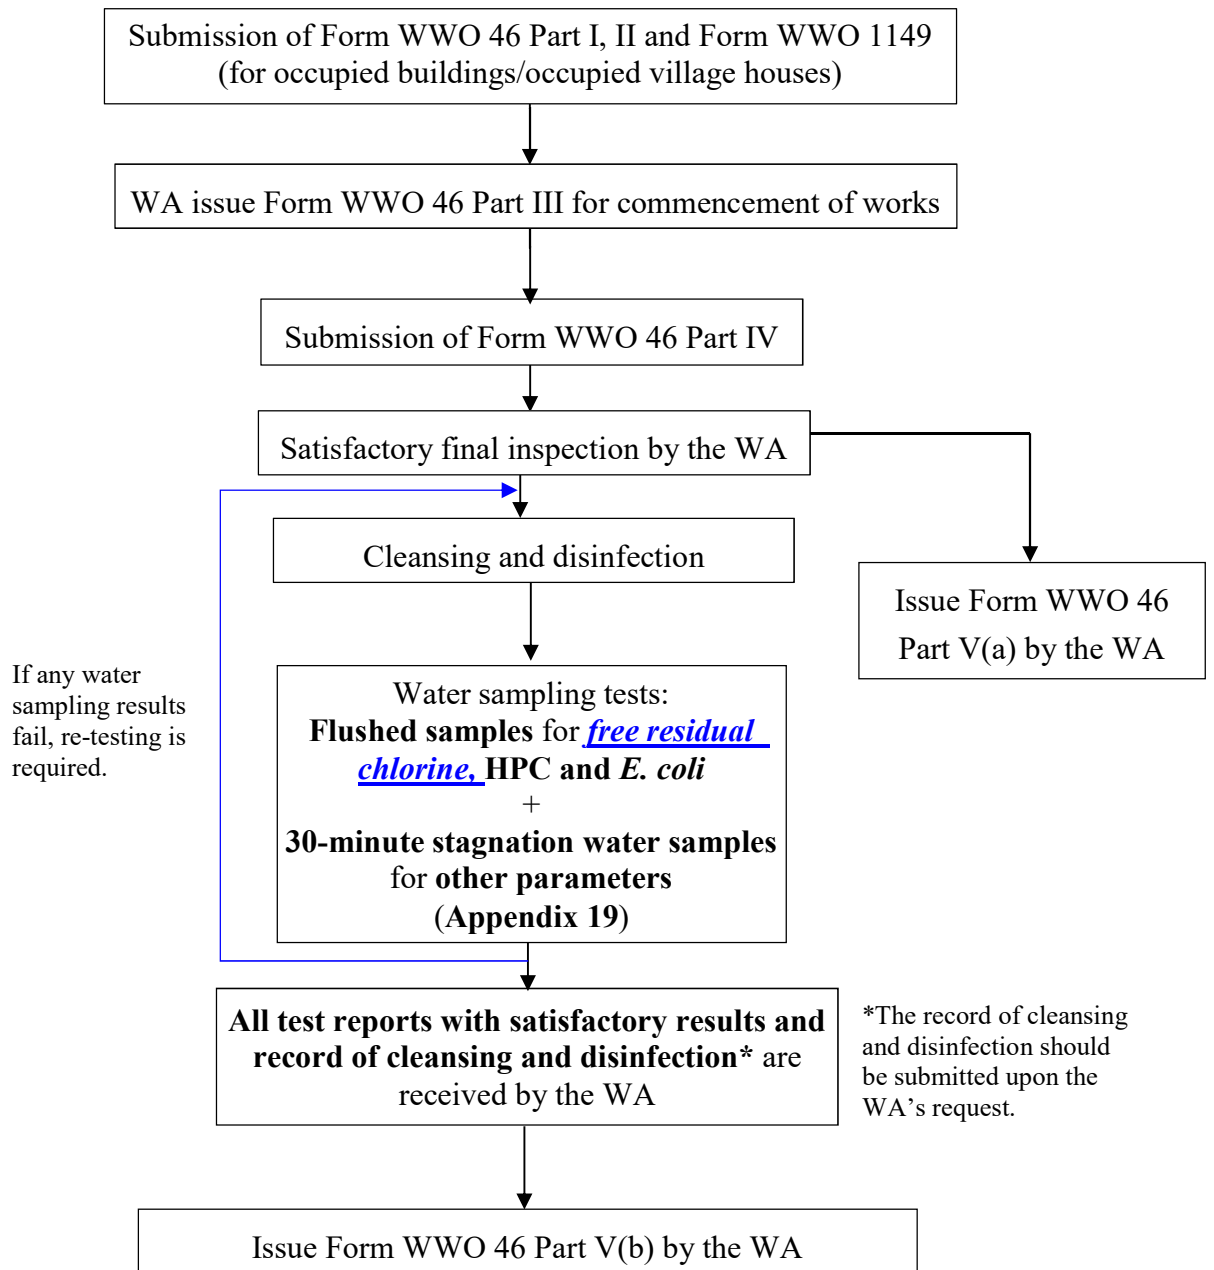 Submission of Form WWO 46 Part I, II and Form WWO 1149
(for occupied buildings/occupied village houses)
WA issue Form WWO 46 Part III for commencement of works
Submission of Form WWO 46 Part IV
Satisfactory final inspection by the WA
Cleansing and disinfection
Issue Form WWO 46
Part V(a) by the WA
If any water
sampling results
fail, re-testing is
required.
Water sampling tests:
Flushed samples for free residual
chlorine, HPC and E. coli
+
30-minute stagnation water samples
for other parameters
(Appendix 19)
All test reports with satisfactory results and
record of cleansing and disinfection* are
received by the WA
*The record of cleansing
and disinfection should
be submitted upon the
WA’s request.
Issue Form WWO 46 Part V(b) by the WA